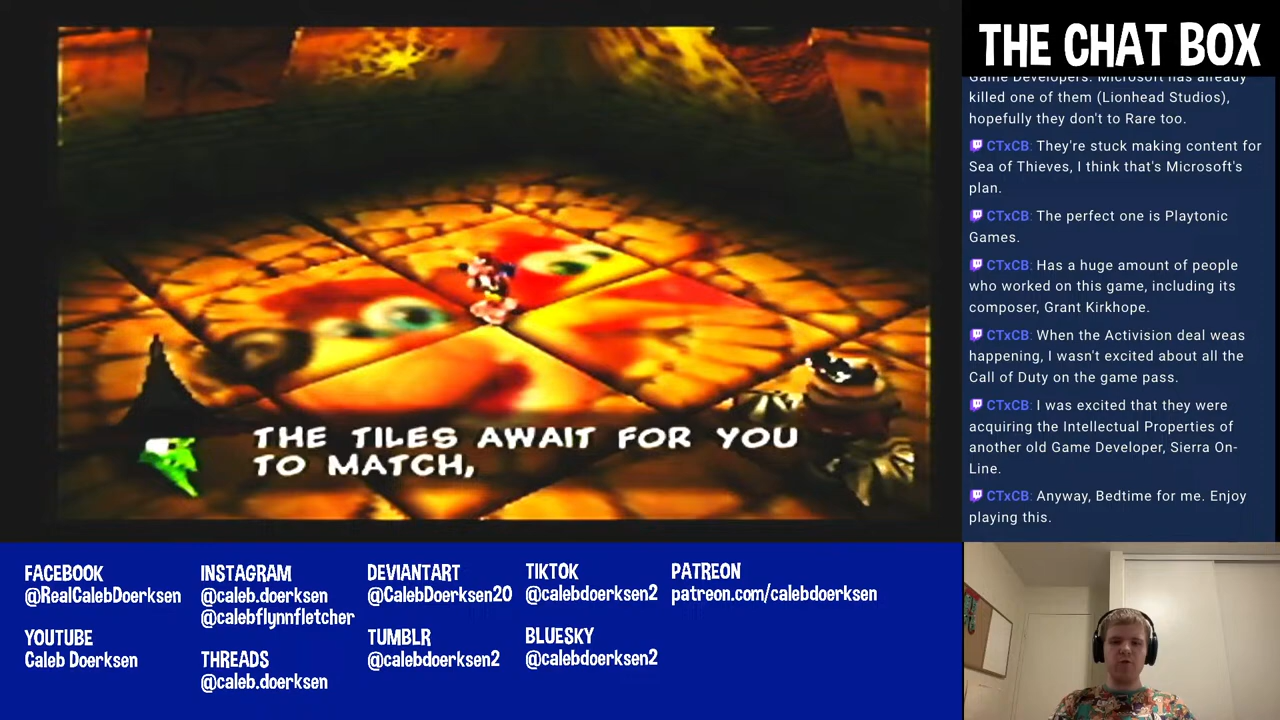 THE TILES AWAIT FOR YOU
TO MATCH,
THE CHAT BOX
Game Developers. Microsoft has already
killed one of them (Lionhead Studios),
hopefully they don't to Rare too.
CTxCB: They're stuck making content for
Sea of Thieves, I think that's Microsoft's
plan.
CTxCB: The perfect one is Playtonic
Games.
CTxCB: Has a huge amount of people
who worked on this game, including its
composer, Grant Kirkhope.
CTxCB: When the Activision deal weas
happening, I wasn't excited about all the
Call of Duty on the game pass.
CTxCB: I was excited that they were
acquiring the Intellectual Properties of
another old Game Developer, Sierra On-
Line.
CTxCB: Anyway, Bedtime for me. Enjoy
playing this.
FACEBOOK
@RealCalebDoerksen
YOUTUBE
Caleb Doerksen
INSTAGRAM
@caleb.doerksen
@calebflynnfletcher
THREADS
@caleb.doerksen
DEVIANTART
@CalebDoerksen20
TUMBLR
@calebdoerksen2
TIKTOK
@calebdoerksen2
BLUESKY
@calebdoerksen2
PATREON
patreon.com/calebdoerksen